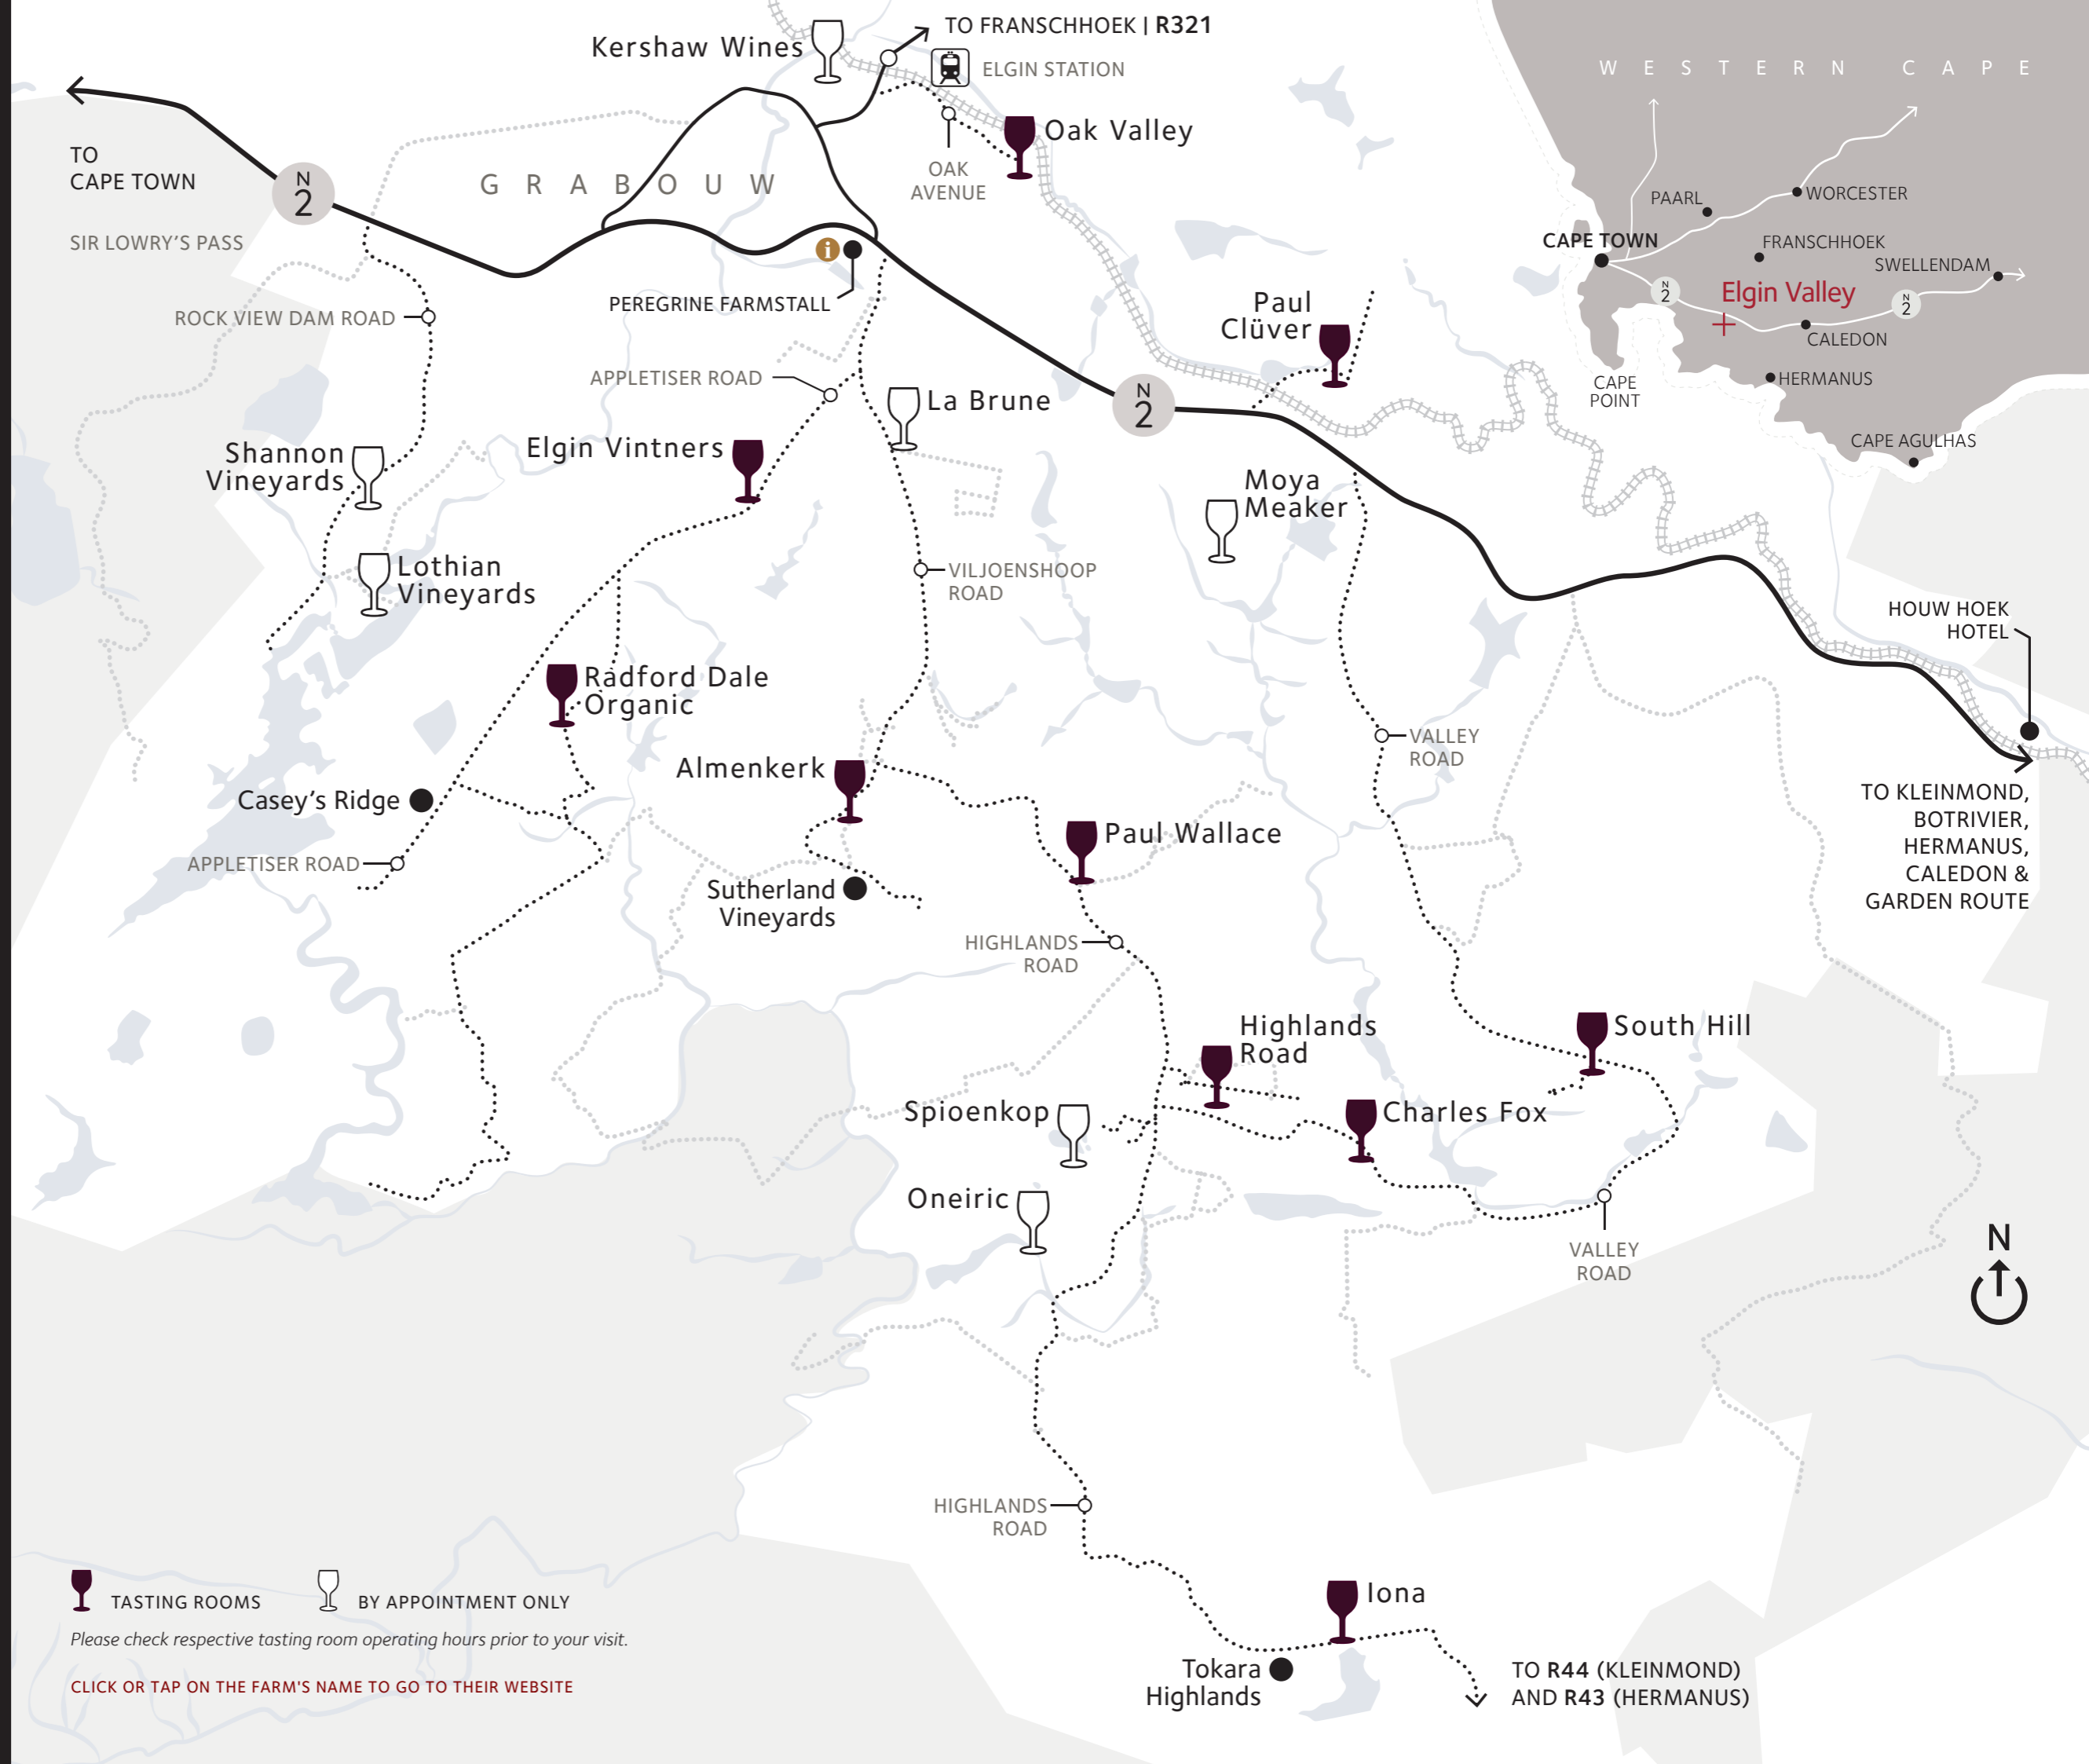 Kershaw Wines
TO FRANSCHHOEK | R321
ELGIN STATION
WESTERN CAPE
TO
CAPE TOWN
N
2
GRABOUW
OAK
AVENUE
Oak Valley
SIR LOWRY'S PASS
PAARL
WORCESTER
CAPE TOWN
FRANSCHHOEK
SWELLENDAM
N
2
Elgin Valley
N
2
CALEDON
CAPE
POINT
HERMANUS
CAPE AGULHAS
ROCK VIEW DAM ROAD
i
PEREGRINE FARMSTALL
Paul
Clüver
APPLETISER ROAD
La Brune
N
2
Shannon
Vineyards
Elgin Vintners
Moya
Meaker
Lothian
Vineyards
VILJOENSHOOP
ROAD
HOUW HOEK
HOTEL
Radford Dale
Organic
VALLEY
ROAD
Almenkerk
Casey's Ridge
Paul Wallace
TO KLEINMOND,
BOTRIVIER,
HERMANUS,
CALEDON &
GARDEN ROUTE
APPLETISER ROAD
Sutherland
Vineyards
HIGHLANDS
ROAD
Highlands
Road
South Hill
Spioenkop
Charles Fox
Oneiric
VALLEY
ROAD
N
HIGHLANDS
ROAD
Iona
Tokara
Highlands
TO R44 (KLEINMOND)
AND R43 (HERMANUS)
TASTING ROOMS
BY APPOINTMENT ONLY
Please check respective tasting room operating hours prior to your visit.
CLICK OR TAP ON THE FARM'S NAME TO GO TO THEIR WEBSITE